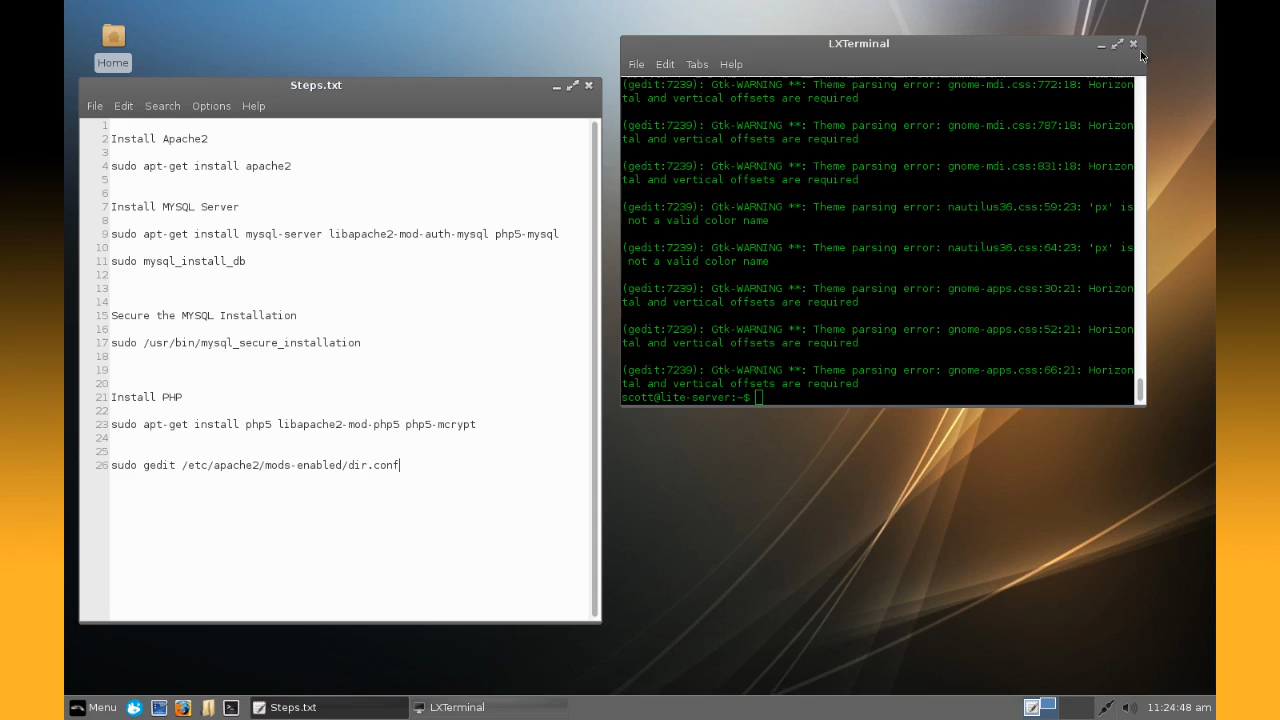 Home
Steps.txt
File Edit Search Options Help
1
2 Install Apache2
3
4 sudo apt-get install apache2
5
6
7 Install MYSQL Server
8
9 sudo apt-get install mysql-server libapache2-mod-auth-mysql php5-mysql
10
11 sudo mysql_install_db
12
13
14
15 Secure the MYSQL Installation
16
17 sudo /usr/bin/mysql_secure_installation
18
19
20
21 Install PHP
22
23 sudo apt-get install php5 libapache2-mod-php5 php5-mcrypt
24
25
26 sudo gedit /etc/apache2/mods-enabled/dir.conf
LXTerminal
File Edit Tabs Help
(gedit:7239): Gtk-WARNING **: Theme parsing error: gnome-mdi.css:772:18: Horizon
tal and vertical offsets are required
(gedit:7239): Gtk-WARNING **: Theme parsing error: gnome-mdi.css:787:18: Horizon
tal and vertical offsets are required
(gedit:7239): Gtk-WARNING **: Theme parsing error: gnome-mdi.css:831:18: Horizon
tal and vertical offsets are required
(gedit:7239): Gtk-WARNING **: Theme parsing error: nautilus36.css:59:23: 'px' is
 not a valid color name
(gedit:7239): Gtk-WARNING **: Theme parsing error: nautilus36.css:64:23: 'px' is
 not a valid color name
(gedit:7239): Gtk-WARNING **: Theme parsing error: gnome-apps.css:30:21: Horizon
tal and vertical offsets are required
(gedit:7239): Gtk-WARNING **: Theme parsing error: gnome-apps.css:52:21: Horizon
tal and vertical offsets are required
(gedit:7239): Gtk-WARNING **: Theme parsing error: gnome-apps.css:66:21: Horizon
tal and vertical offsets are required
scott@lite-server:~$
Menu Steps.txt LXTerminal 11:24:48 am